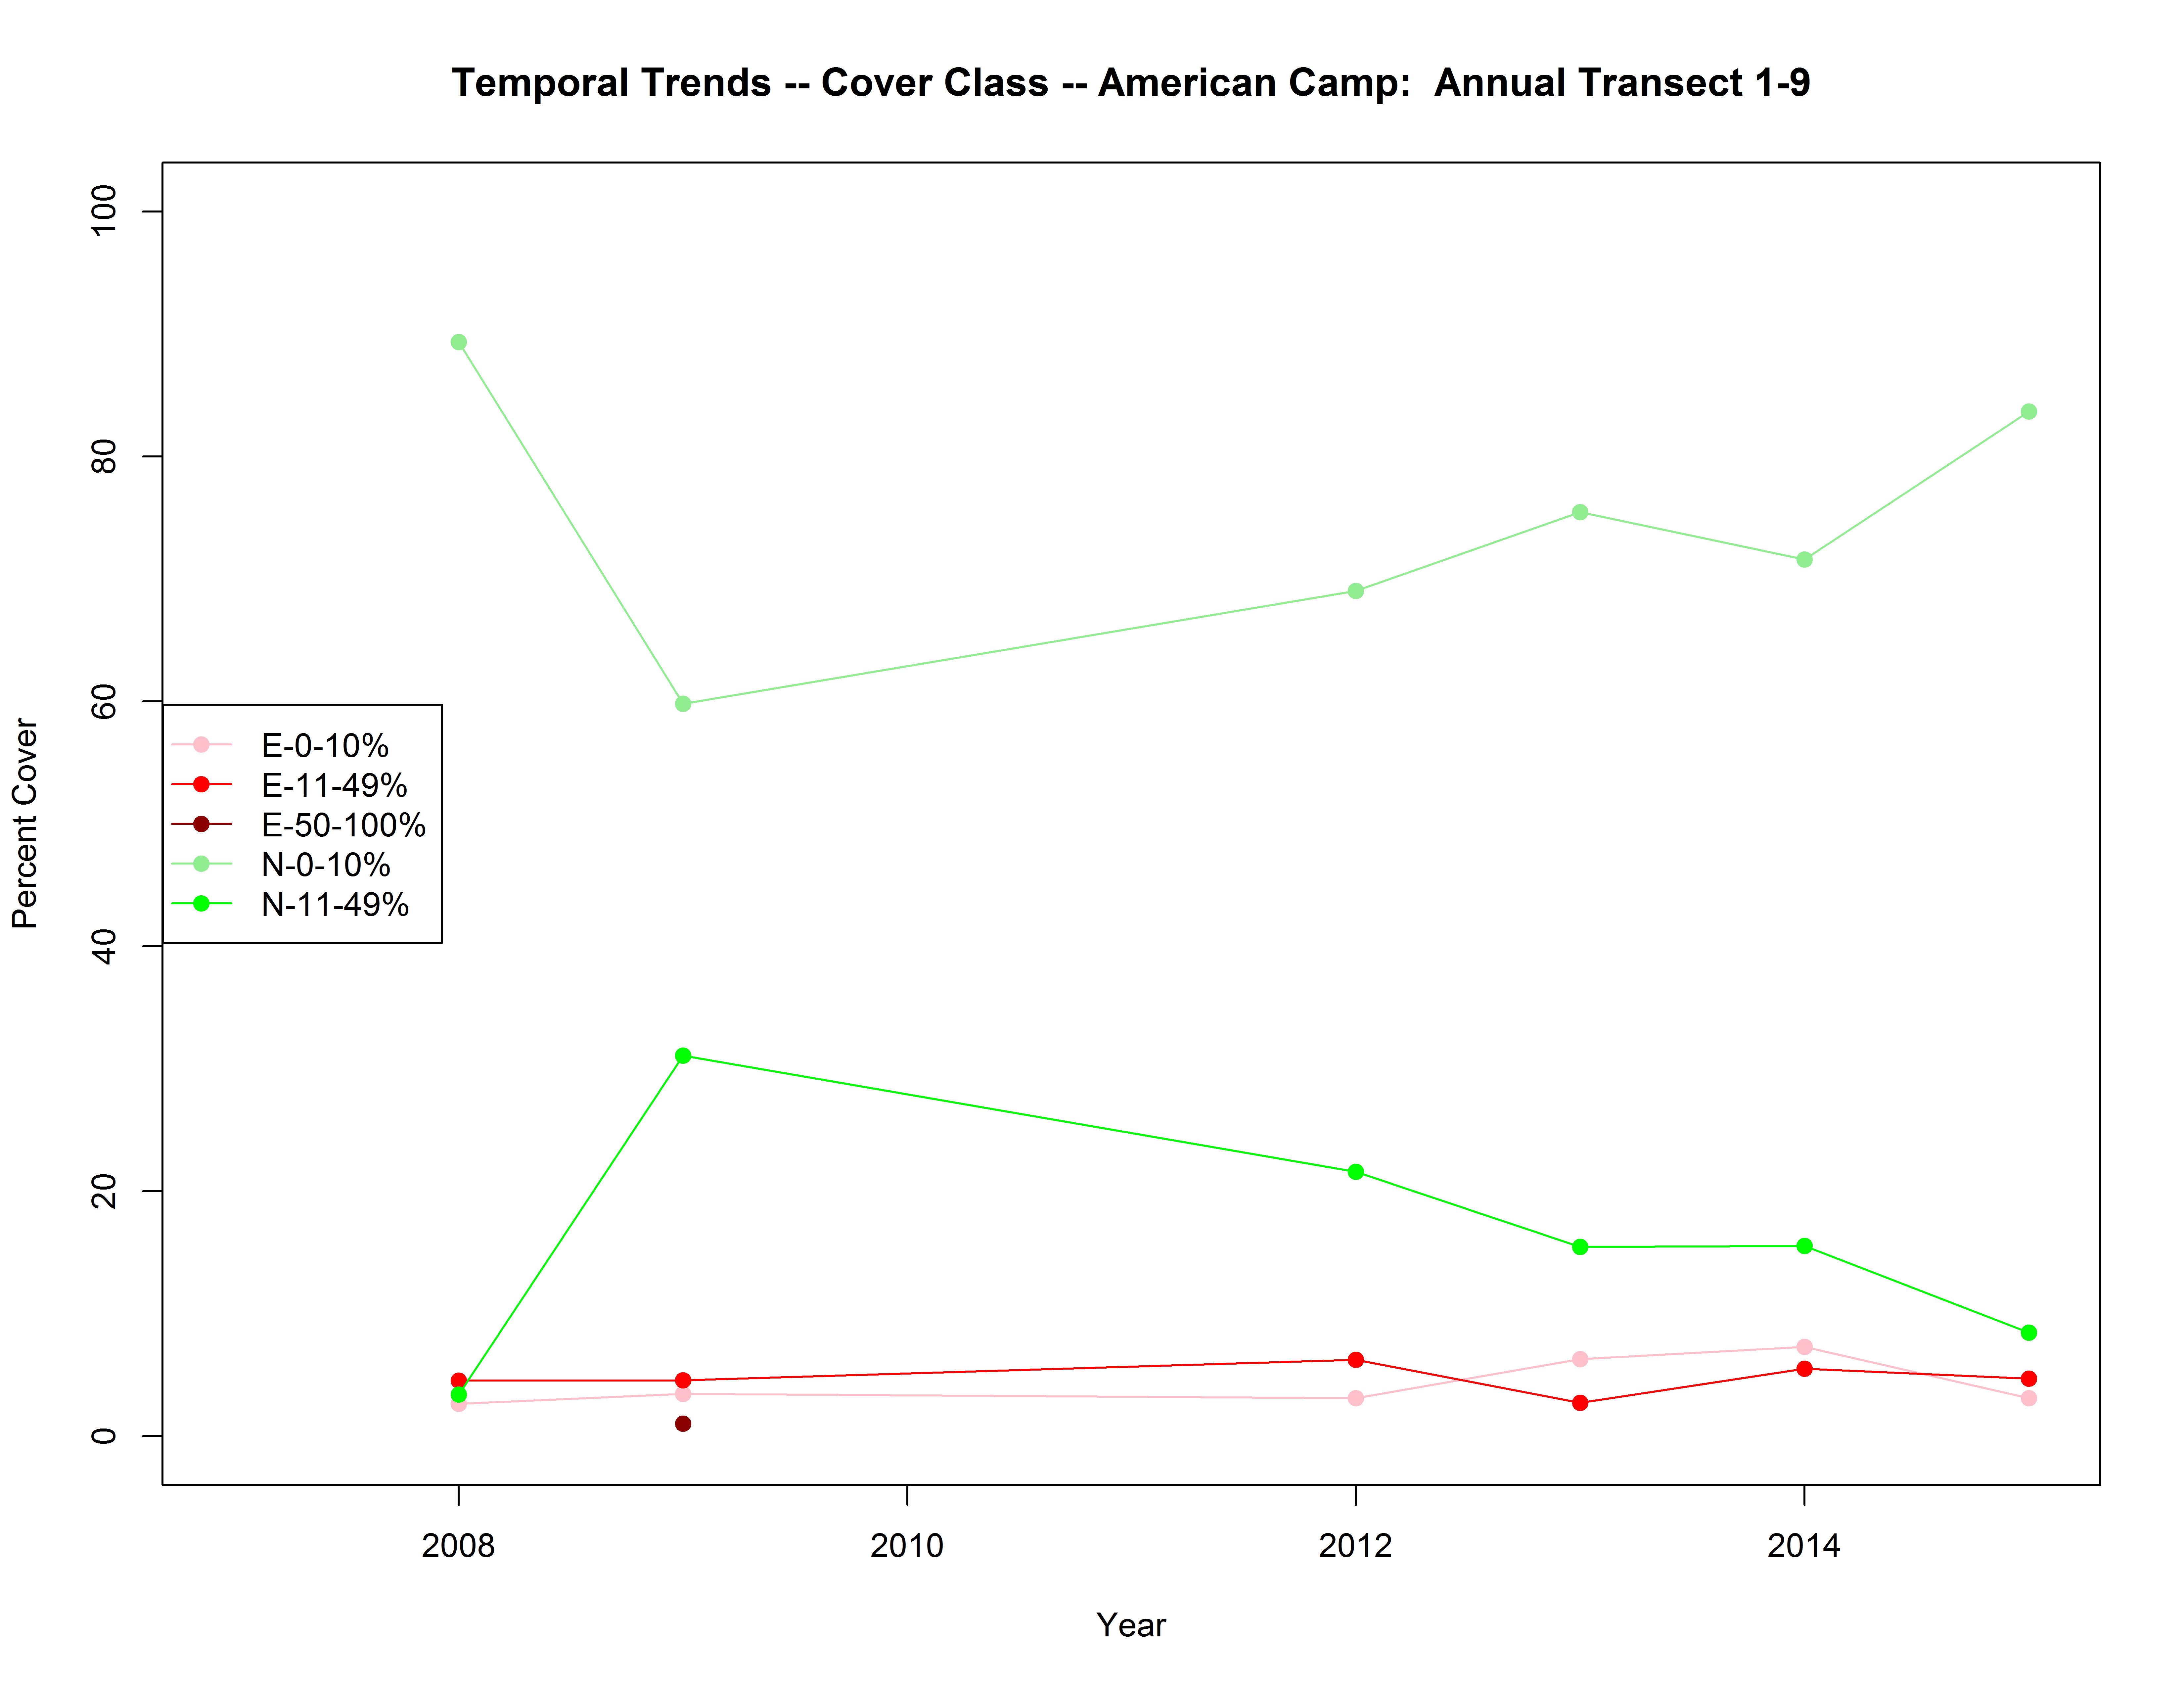 Temporal Trends -- Cover Class -- American Camp:  Annual Transect 1-9
Percent Cover
100
80
60
40
20
0
E-0-10%
E-11-49%
E-50-100%
N-0-10%
N-11-49%
2008 2010 2012 2014
Year